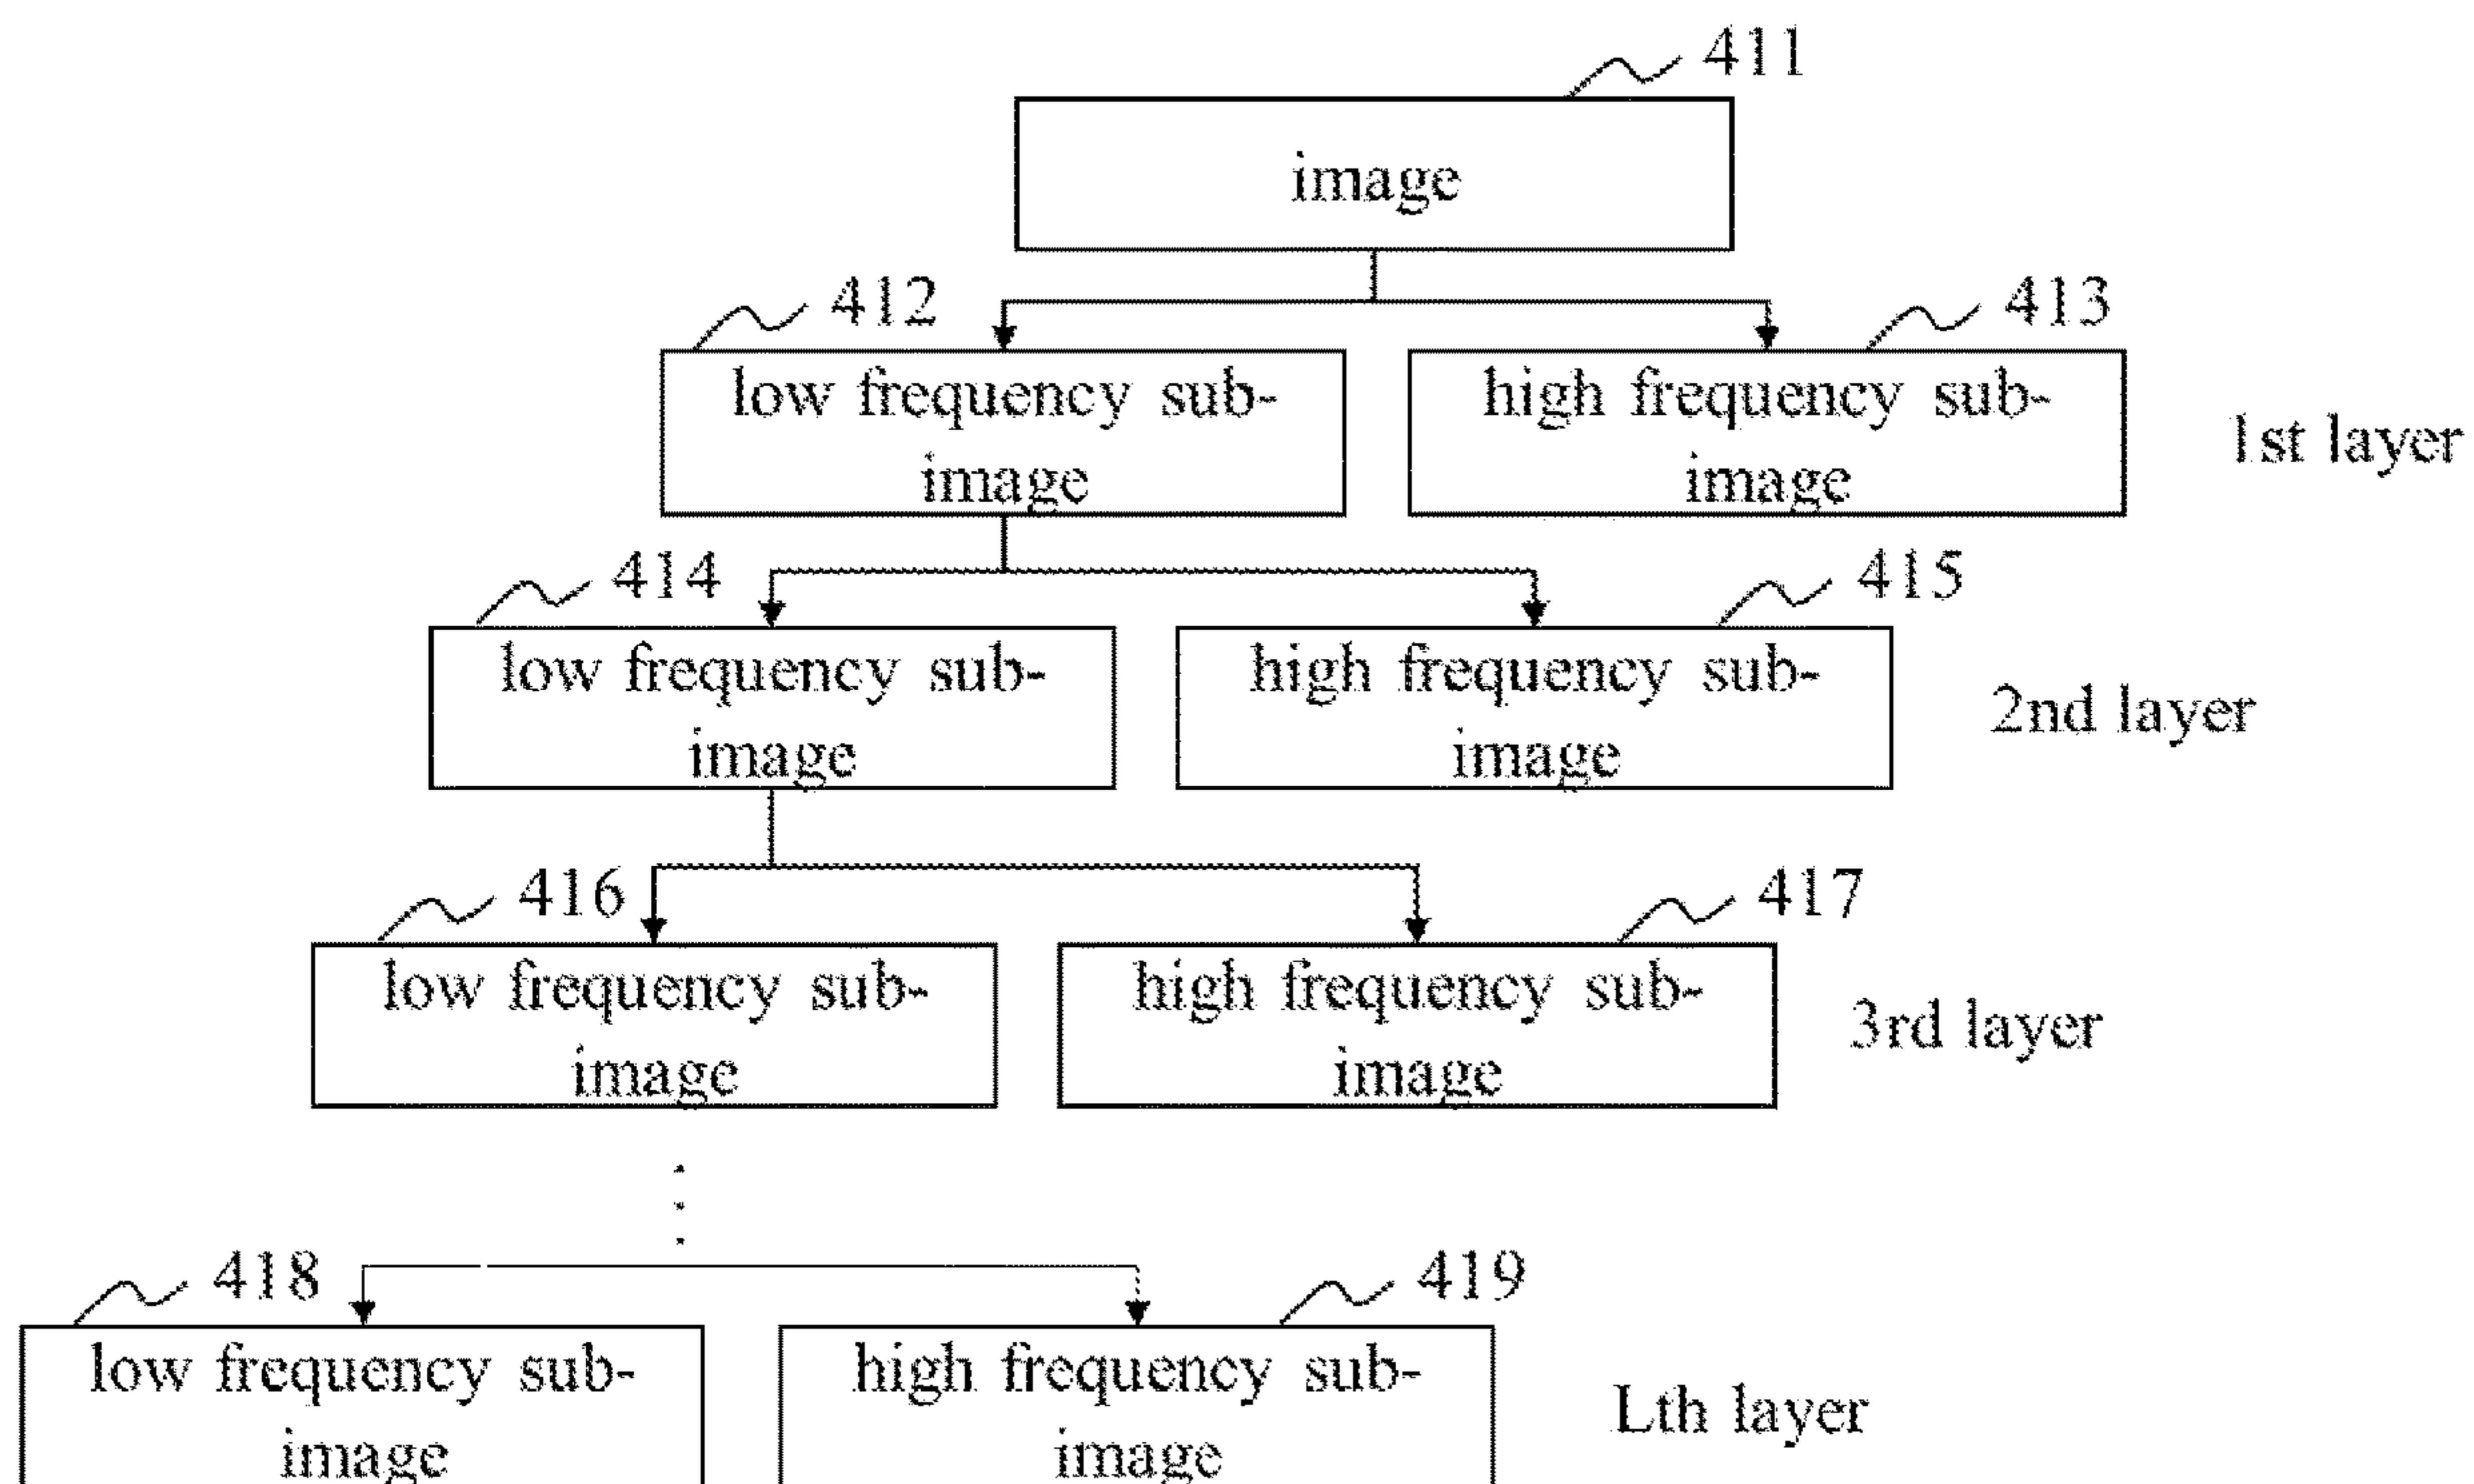 411
image
412
413
low frequency sub-
image
high frequency sub-
image
1st layer
414
415
low frequency sub-
image
high frequency sub-
image
2nd layer
416
417
low frequency sub-
image
high frequency sub-
image
3rd layer
418
419
low frequency sub-
image
high frequency sub-
image
Lth layer